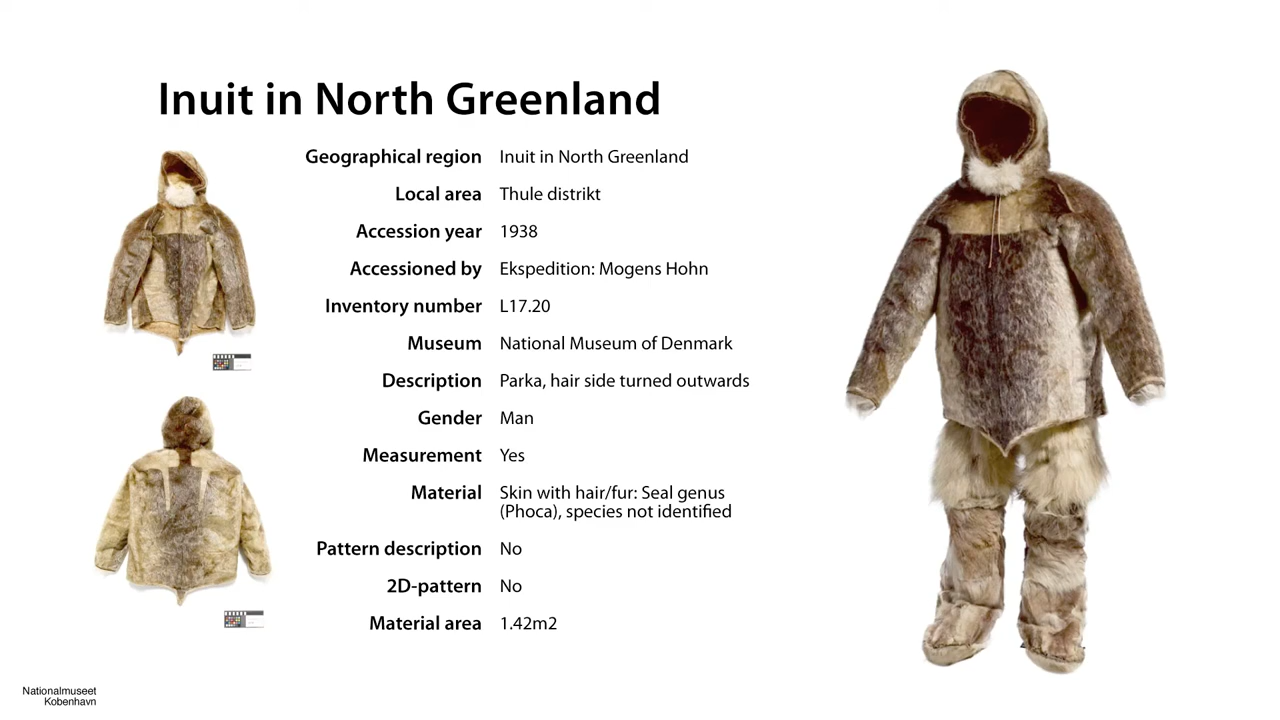 Inuit in North Greenland
Geographical region Inuit in North Greenland
Local area Thule distrikt
Accession year 1938
Accessioned by Ekspedition: Mogens Hohn
Inventory number L17.20
Museum National Museum of Denmark
Description Parka, hair side turned outwards
Gender Man
Measurement Yes
Material Skin with hair/fur: Seal genus
(Phoca), species not identified
Pattern description No
2D-pattern No
Material area 1.42m2
Nationalmuseet
Kobenhavn